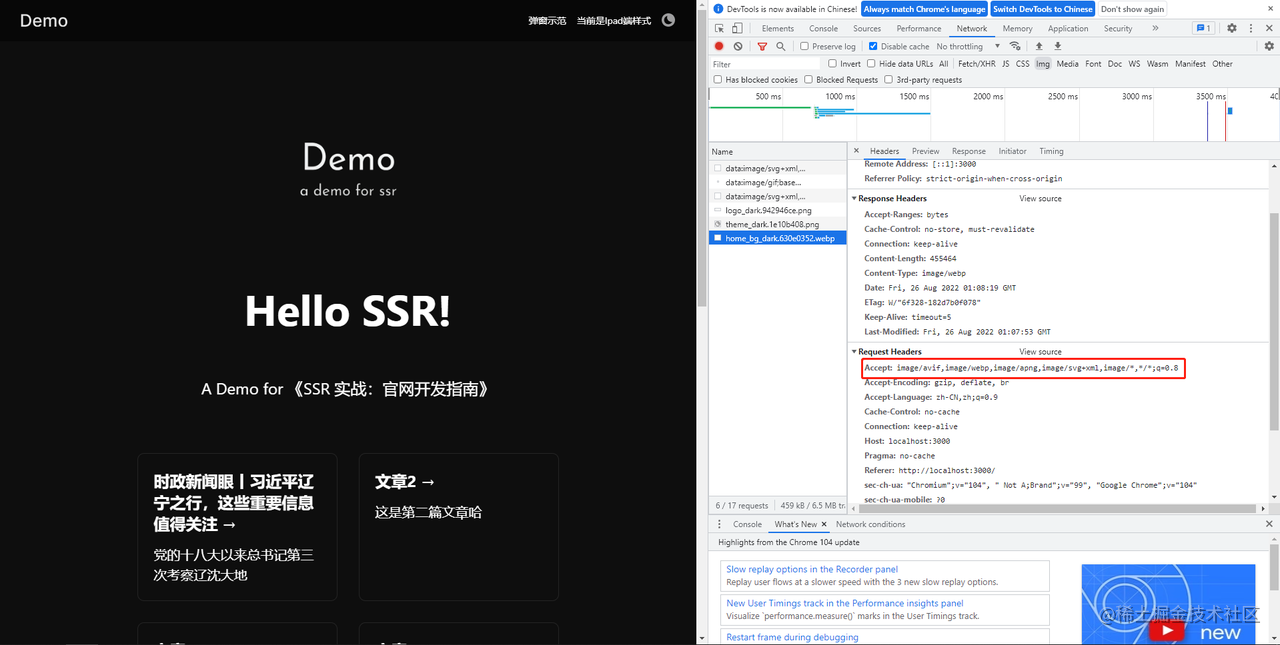 Demo
弹窗示范 当前是Ipad端样式
Demo
a demo for ssr
Hello SSR!
A Demo for 《SSR 实战：官网开发指南》
时政新闻眼丨习近平辽
宁之行，这些重要信息
值得关注 →
党的十八大以来总书记第三
次考察辽沈大地
文章2 →
这是第二篇文章哈
DevTools is now available in Chinese! Always match Chrome's language Switch DevTools to Chinese Don't show again
Elements Console Sources Performance Network Memory Application Security » 1
Preserve log Disable cache No throttling
Filter Invert Hide data URLs All Fetch/XHR JS CSS Img Media Font Doc WS Wasm Manifest Other
Has blocked cookies Blocked Requests 3rd-party requests
500 ms 1000 ms 1500 ms 2000 ms 2500 ms 3000 ms 3500 ms 40
Name
data:image/svg+xml,...
data:image/gif;base...
data:image/svg+xml,...
logo_dark.942946ce.png
theme_dark.1e10b408.png
home_bg_dark.630e0352.webp
6 / 17 requests 459 kB / 6.5 MB tr
Headers Preview Response Initiator Timing
Remote Address: [::1]:3000
Referrer Policy: strict-origin-when-cross-origin
Response Headers View source
Accept-Ranges: bytes
Cache-Control: no-store, must-revalidate
Connection: keep-alive
Content-Length: 455464
Content-Type: image/webp
Date: Fri, 26 Aug 2022 01:08:19 GMT
ETag: W/"6f328-182d7b0f078"
Keep-Alive: timeout=5
Last-Modified: Fri, 26 Aug 2022 01:07:53 GMT
Request Headers View source
Accept: image/avif,image/webp,image/apng,image/svg+xml,image/*,*/*;q=0.8
Accept-Encoding: gzip, deflate, br
Accept-Language: zh-CN,zh;q=0.9
Cache-Control: no-cache
Connection: keep-alive
Host: localhost:3000
Pragma: no-cache
Referer: http://localhost:3000/
sec-ch-ua: "Chromium";v="104", " Not A;Brand";v="99", "Google Chrome";v="104"
sec-ch-ua-mobile: ?0
Console What's New Network conditions
Highlights from the Chrome 104 update
Slow replay options in the Recorder panel
Replay user flows at a slower speed with the 3 new slow replay options.
New User Timings track in the Performance insights panel
Visualize `performance.measure()` marks in the User Timings track.
Restart frame during debugging
@稀土掘金技术社区
new